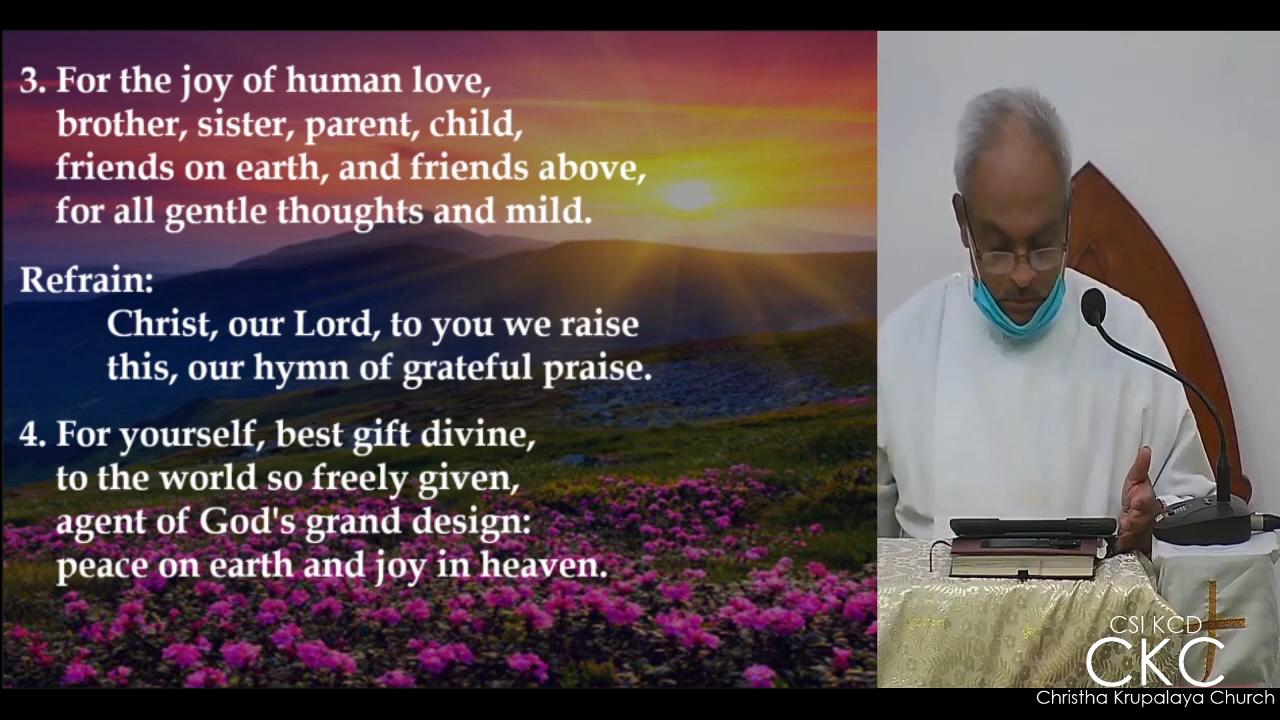 3. For the joy of human love,
brother, sister, parent, child,
friends on earth, and friends above,
for all gentle thoughts and mild.
Refrain:
Christ, our Lord, to you we raise
this, our hymn of grateful praise.
4. For yourself, best gift divine,
to the world so freely given,
agent of God's grand design:
peace on earth and joy in heaven.
CSI KCD
CKC
Christha Krupalaya Church